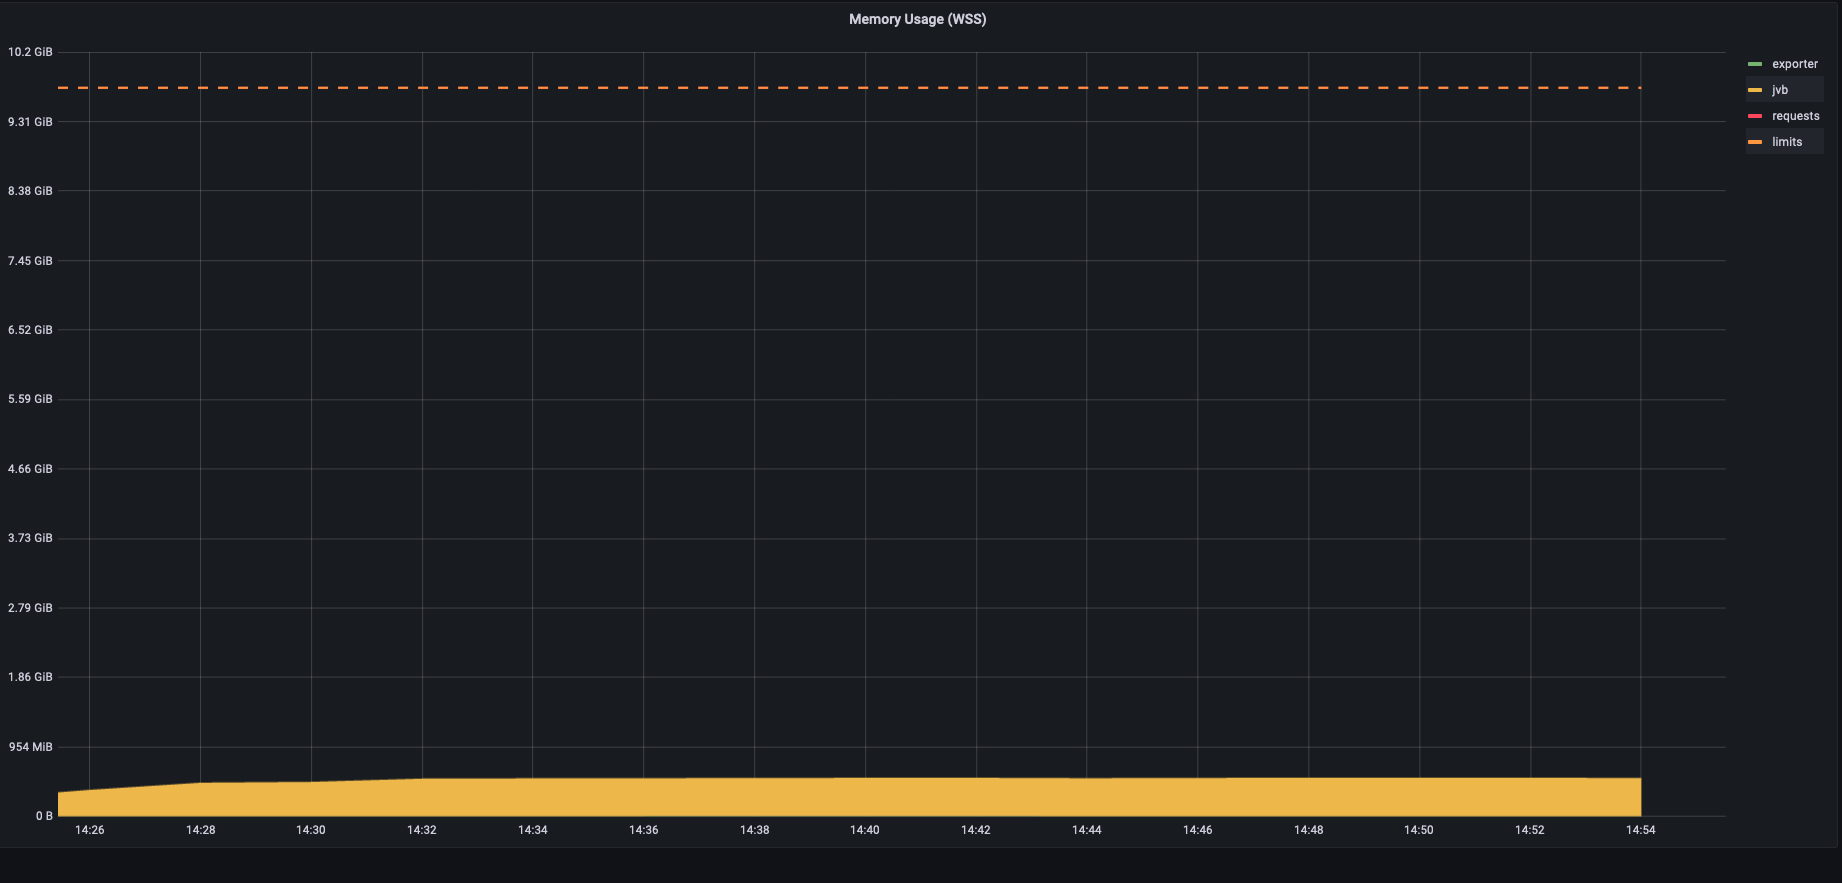 Memory Usage (WSS)
10.2 GiB
9.31 GiB
8.38 GiB
7.45 GiB
6.52 GiB
5.59 GiB
4.66 GiB
3.73 GiB
2.79 GiB
1.86 GiB
954 MiB
0 B
14:26 14:28 14:30 14:32 14:34 14:36 14:38 14:40 14:42 14:44 14:46 14:48 14:50 14:52 14:54
exporter
jvb
requests
limits